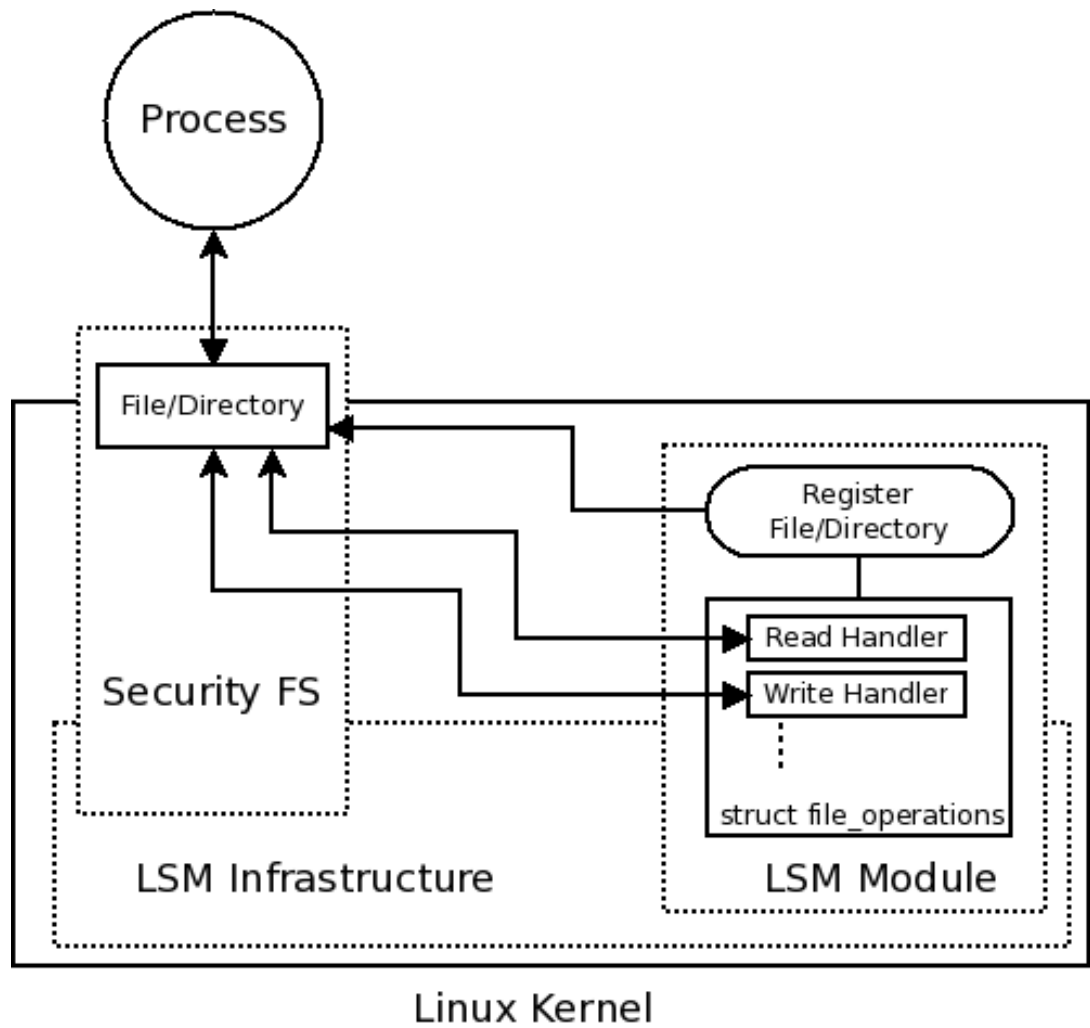 Process
File/Directory
Register
File/Directory
Read Handler
Write Handler
Security FS
struct file_operations
LSM Infrastructure
LSM Module
Linux Kernel